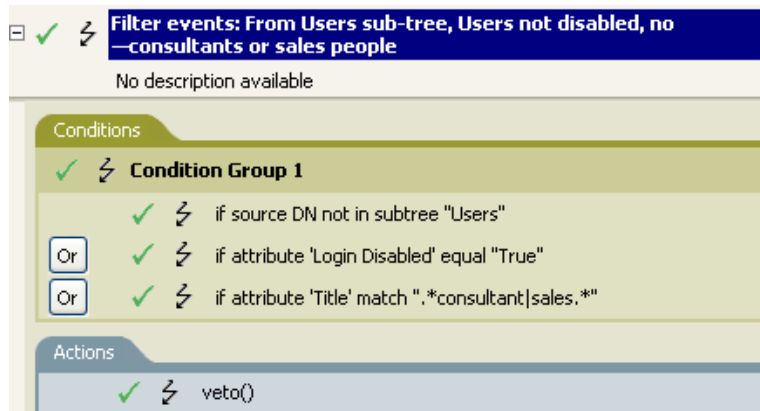 Filter events: From Users sub-tree, Users not disabled, no
—consultants or sales people
No description available
Conditions
Condition Group 1
if source DN not in subtree "Users"
Or if attribute 'Login Disabled' equal "True"
Or if attribute 'Title' match ".*consultant|sales.*"
Actions
veto()